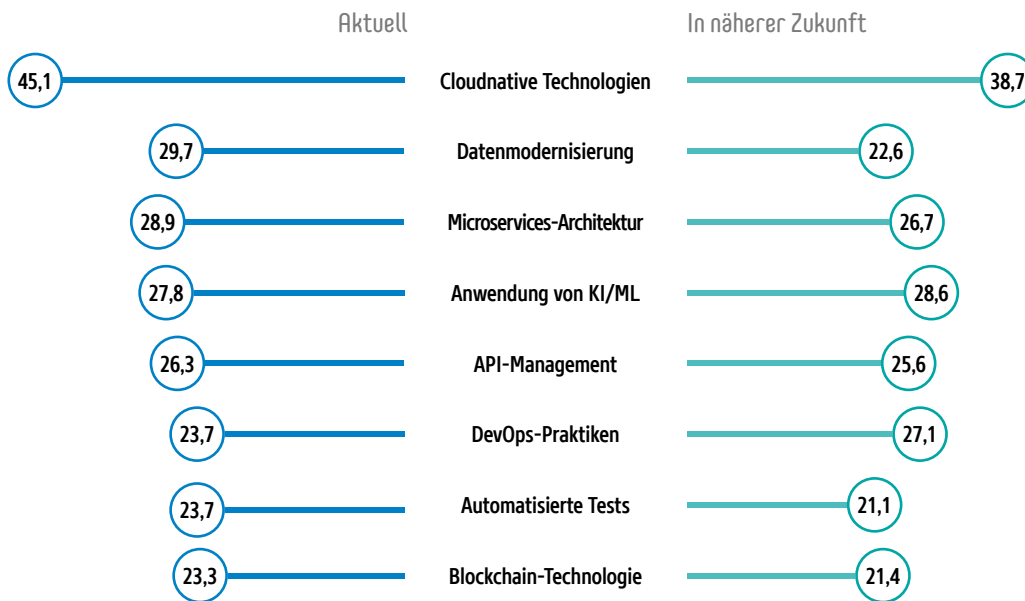 Aktuell In näherer Zukunft
45,1 Cloudnative Technologien 38,7
29,7 Datenmodernisierung 22,6
28,9 Microservices-Architektur 26,7
27,8 Anwendung von KI/ML 28,6
26,3 API-Management 25,6
23,7 DevOps-Praktiken 27,1
23,7 Automatisierte Tests 21,1
23,3 Blockchain-Technologie 21,4